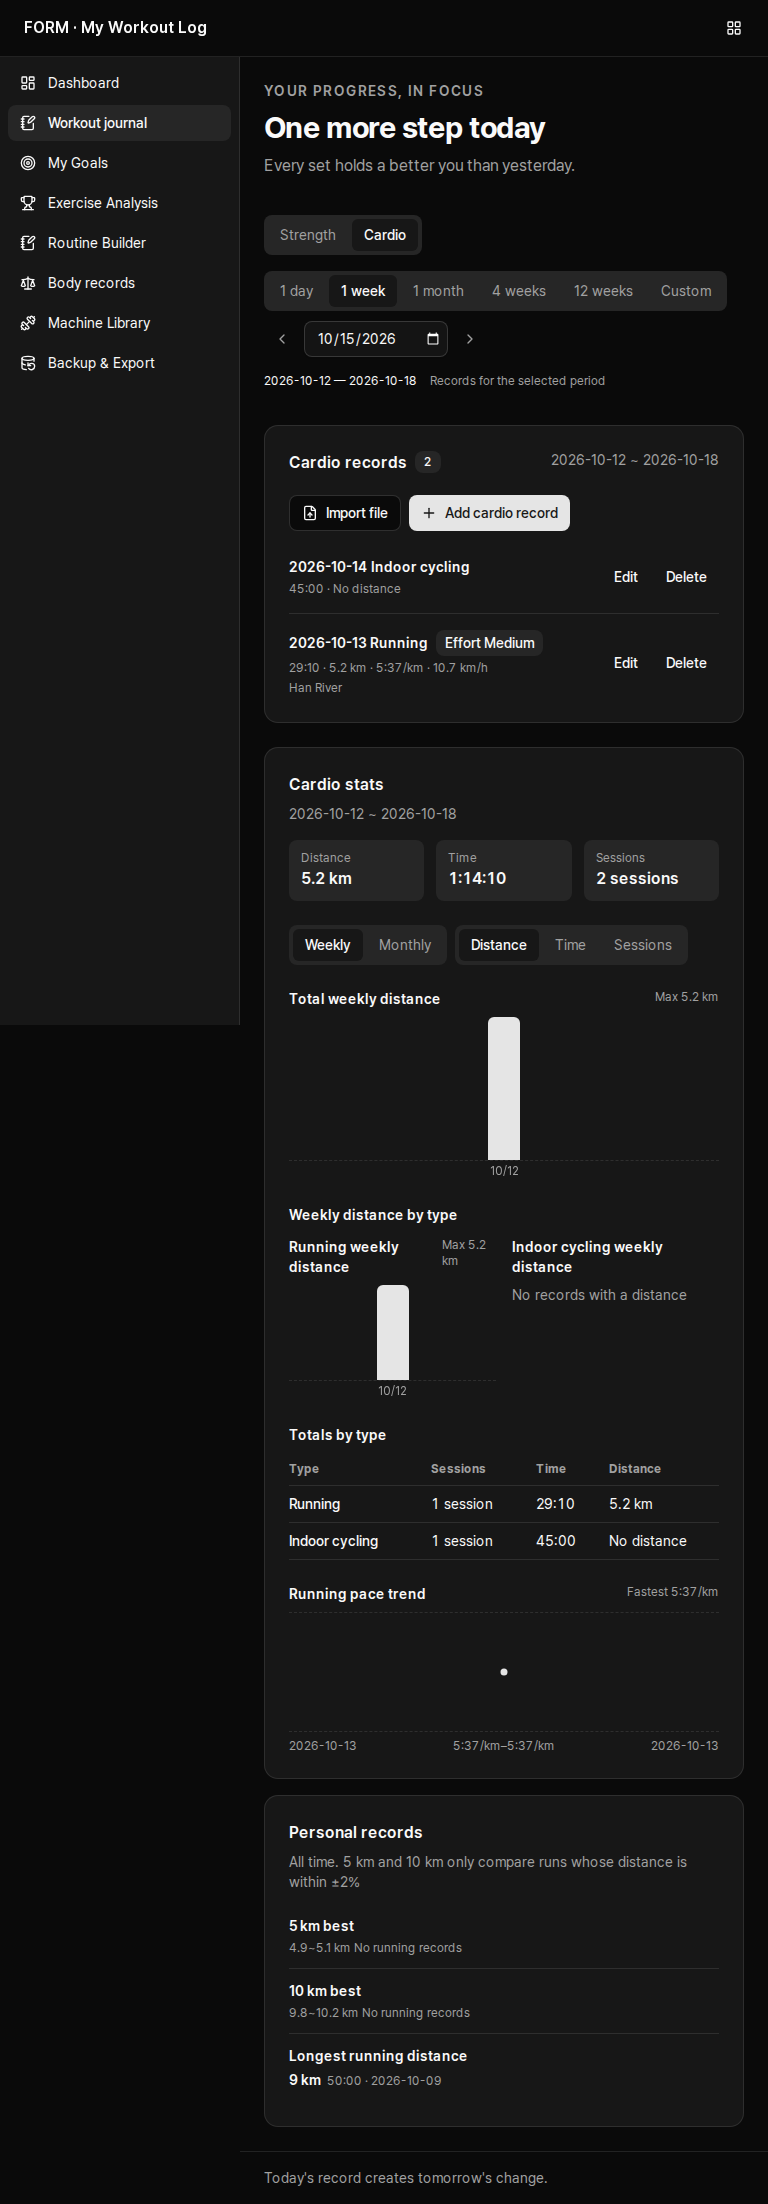 FORM · My Workout Log
Dashboard
Workout journal
My Goals
Exercise Analysis
Routine Builder
Body records
Machine Library
Backup & Export
YOUR PROGRESS, IN FOCUS
One more step today
Every set holds a better you than yesterday.
Strength Cardio
1 day 1 week 1 month 4 weeks 12 weeks Custom
10/15/2026
2026-10-12 — 2026-10-18 Records for the selected period
Cardio records 2 2026-10-12 ~ 2026-10-18
Import file Add cardio record
2026-10-14 Indoor cycling
45:00 · No distance
Edit Delete
2026-10-13 Running Effort Medium
29:10 · 5.2 km · 5:37/km · 10.7 km/h
Han River
Edit Delete
Cardio stats
2026-10-12 ~ 2026-10-18
Distance Time Sessions
5.2 km 1:14:10 2 sessions
Weekly Monthly Distance Time Sessions
Total weekly distance Max 5.2 km
10/12
Weekly distance by type
Running weekly distance Max 5.2 km
10/12
Indoor cycling weekly distance
No records with a distance
Totals by type
Type Sessions Time Distance
Running 1 session 29:10 5.2 km
Indoor cycling 1 session 45:00 No distance
Running pace trend Fastest 5:37/km
2026-10-13 5:37/km–5:37/km 2026-10-13
Personal records
All time. 5 km and 10 km only compare runs whose distance is
within ±2%
5 km best
4.9~5.1 km No running records
10 km best
9.8~10.2 km No running records
Longest running distance
9 km 50:00 · 2026-10-09
Today's record creates tomorrow's change.